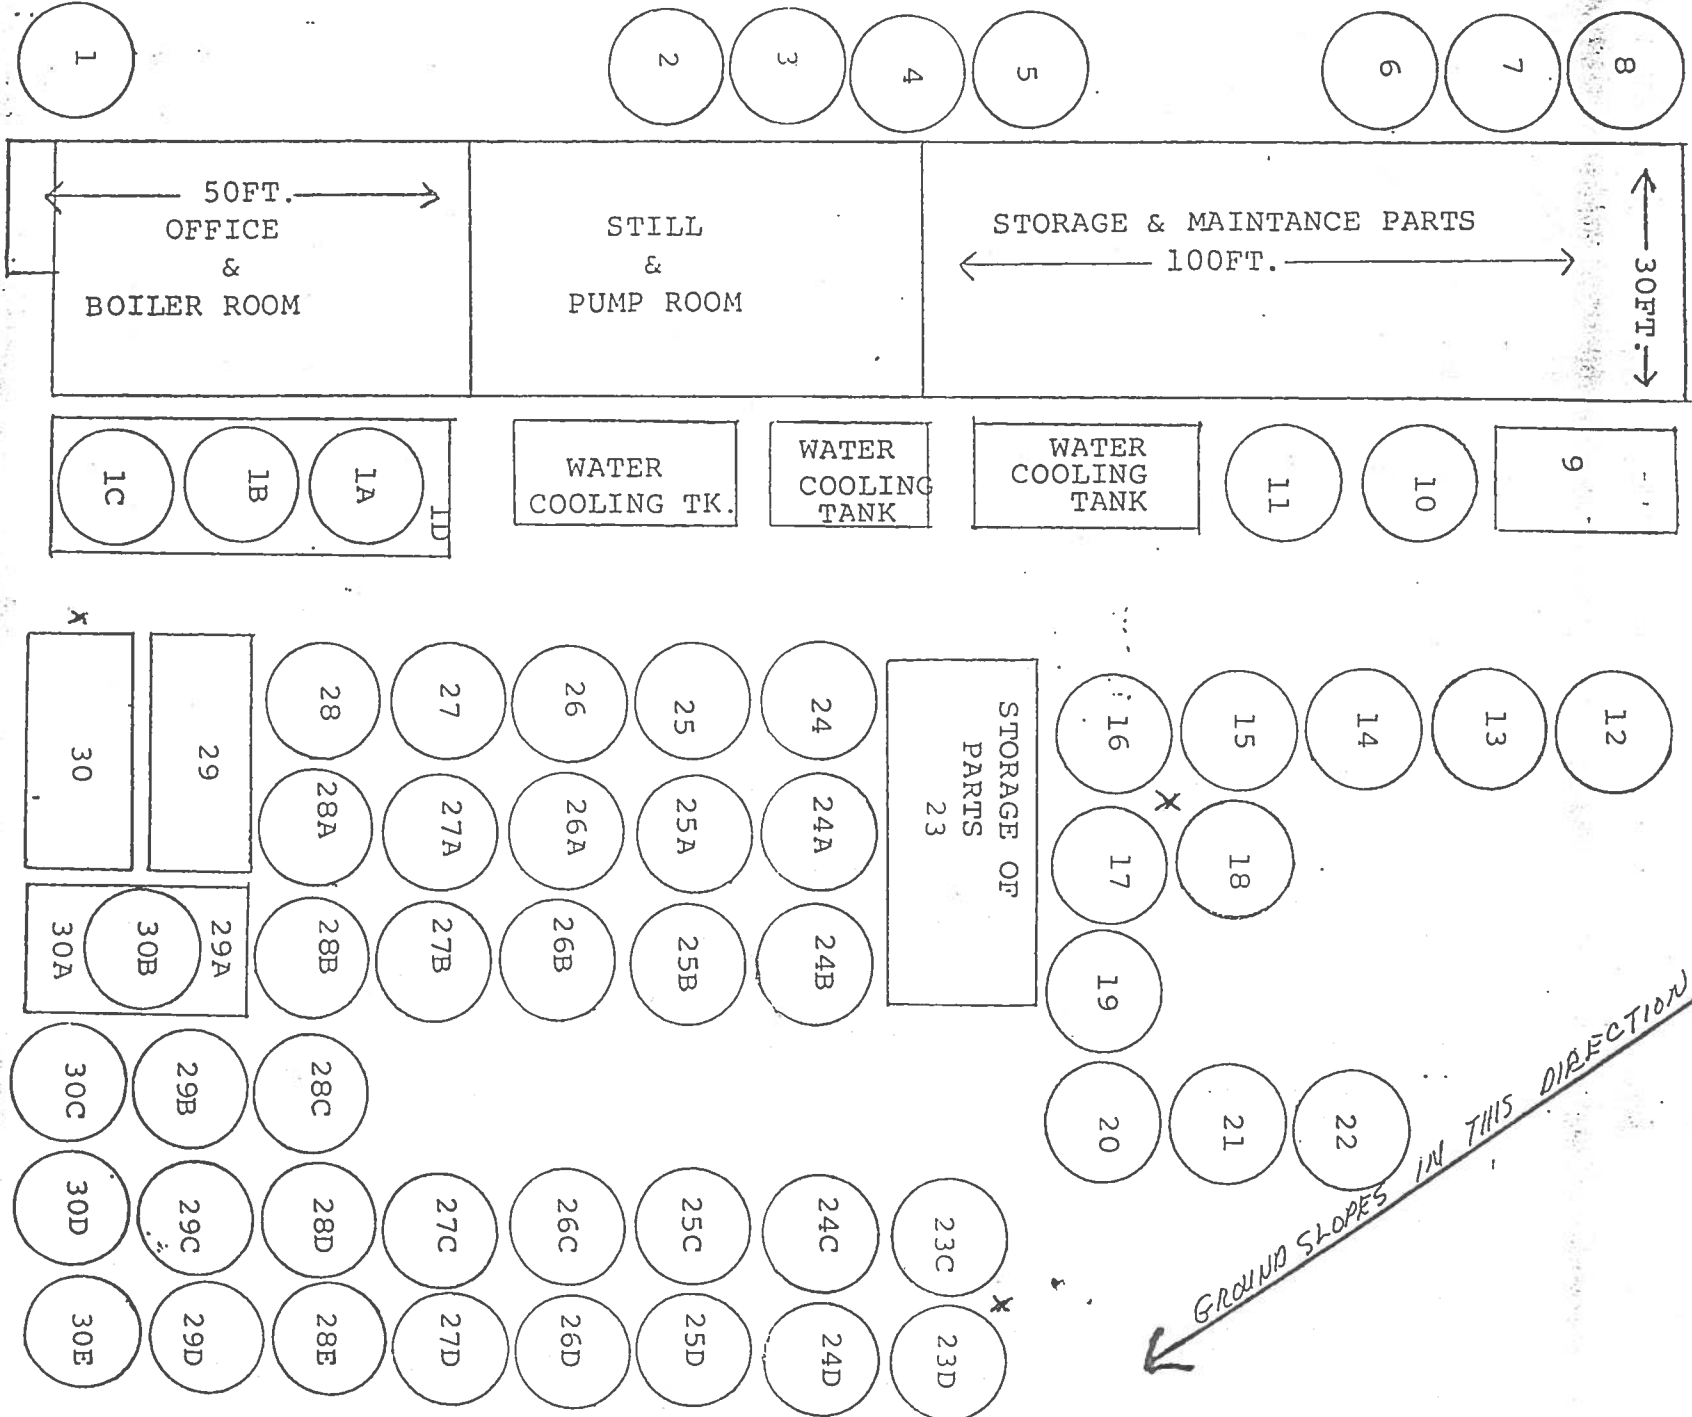 1
2
3
4
5
6
7
8
50FT.
OFFICE
&
BOILER ROOM
STILL
&
PUMP ROOM
STORAGE & MAINTANCE PARTS
100FT.
30FT.
1C
1B
1A
1D
WATER
COOLING TK.
WATER
COOLING
TANK
WATER
COOLING
TANK
11
10
9
x
30
29
28
27
26
25
24
STORAGE OF
PARTS
23
16
15
14
13
12
28A
27A
26A
25A
24A
x
17
18
30A
30B
29A
28B
27B
26B
25B
24B
19
30C
29B
28C
20
21
22
30D
29C
28D
27C
26C
25C
24C
23C
x
30E
29D
28E
27D
26D
25D
24D
23D
GROUND SLOPES IN THIS DIRECTION